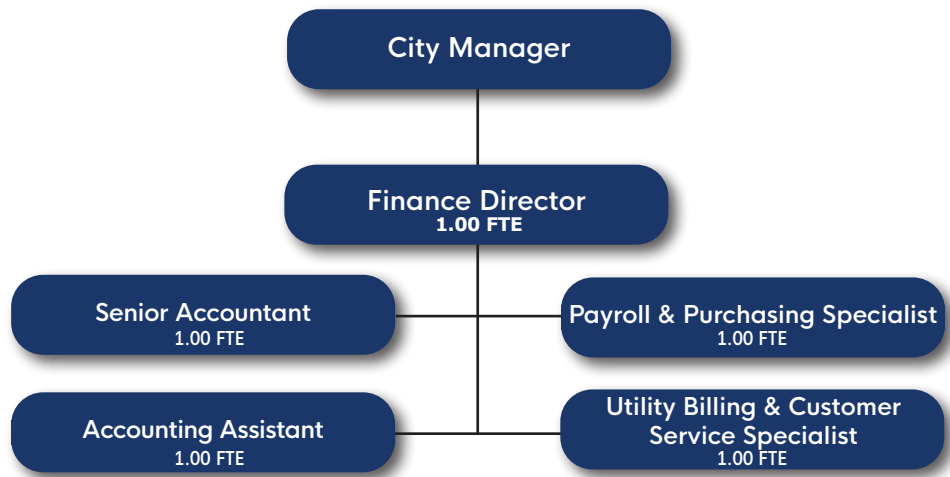 City Manager
Finance Director
1.00 FTE
Senior Accountant
1.00 FTE
Payroll & Purchasing Specialist
1.00 FTE
Accounting Assistant
1.00 FTE
Utility Billing & Customer
Service Specialist
1.00 FTE